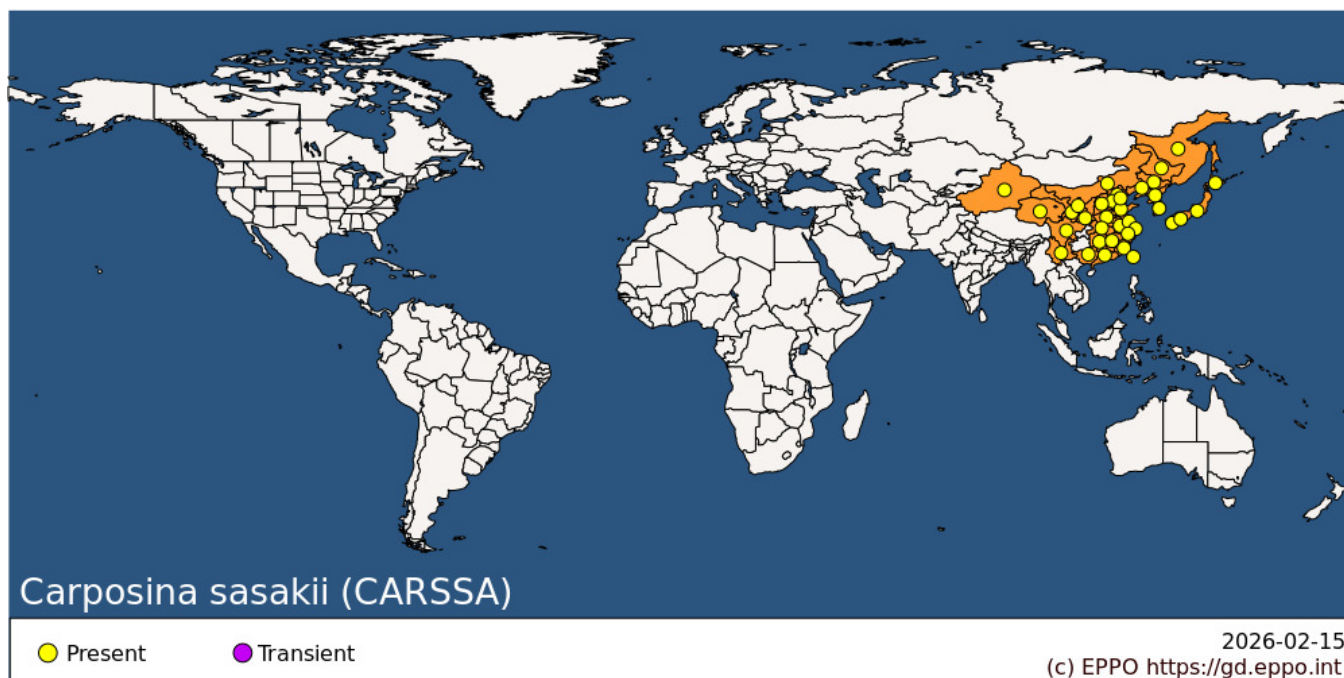 Carposina sasakii (CARSSA)
Present
Transient
2026-02-15
(c) EPPO https://gd.eppo.int